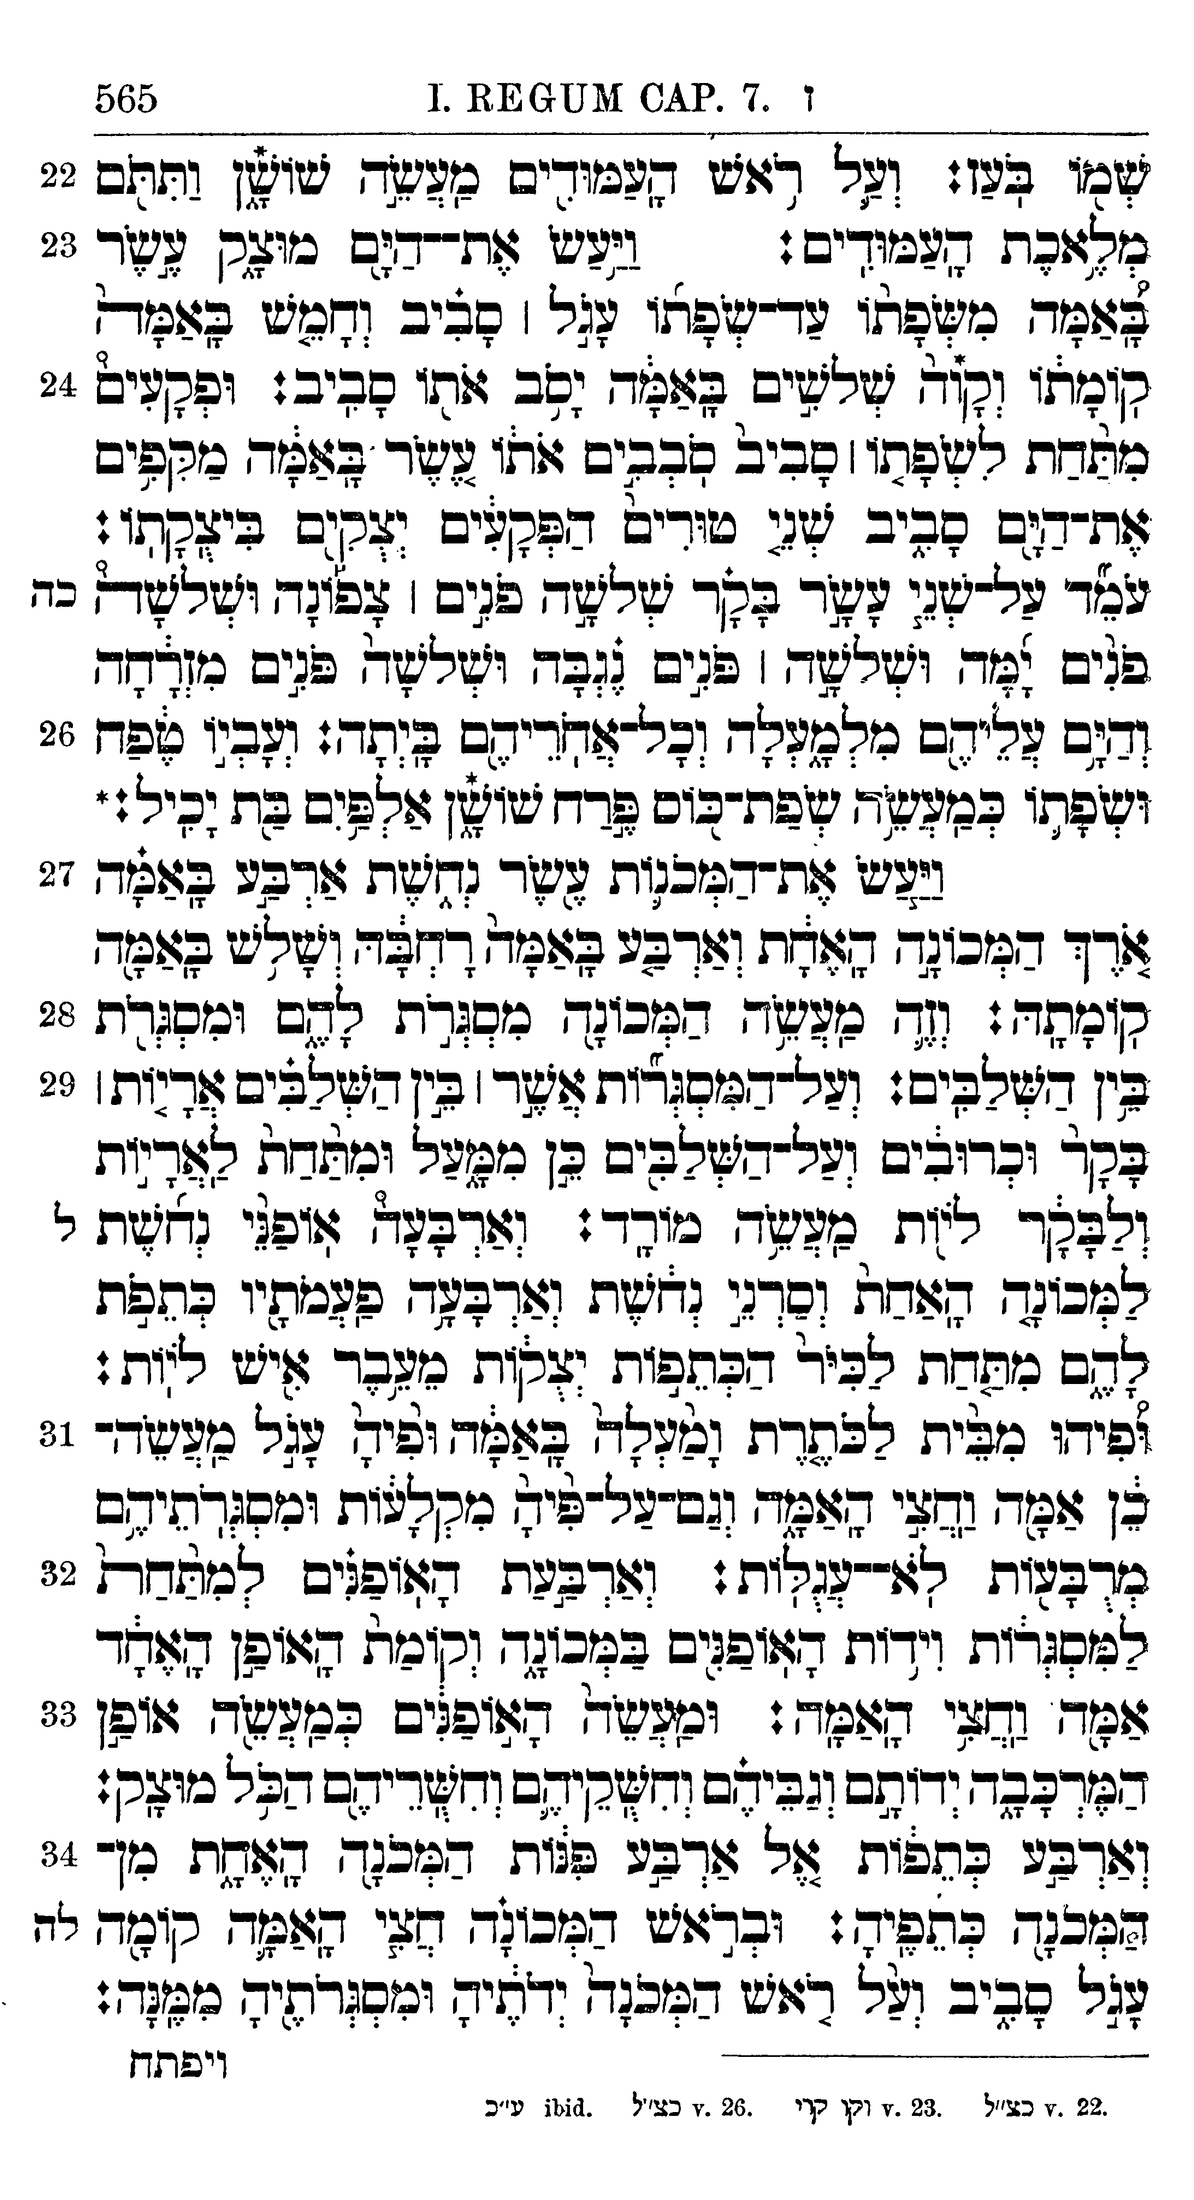 565 I. REGUM CAP. 7. ז
22 שְׁמ֖וֹ בֹּֽעַז׃ וְעַ֛ל רֹ֥אשׁ הָעַמּוּדִ֖ים מַעֲשֵׂ֣ה שׁוֹשָׁ֑ן* וַתִּתֹּ֖ם
23 מְלֶ֥אכֶת הָעַמּוּדִֽים׃ וַיַּ֥עַשׂ אֶת־הַיָּ֖ם מוּצָ֑ק עֶ֣שֶׂר
בָּ֠אַמָּה מִשְּׂפָת֨וֹ עַד־שְׂפָת֜וֹ עָגֹ֣ל ׀ סָבִ֗יב וְחָמֵ֤שׁ בָּֽאַמָּה֙
24 קֽוֹמָת֔וֹ וְקָוֺ֙ה֙* שְׁלֹשִׁ֣ים בָּֽאַמָּ֔ה יָסֹ֥ב אֹת֖וֹ סָבִֽיב׃ וּפְקָעִים֩
מִתַּ֨חַת לִשְׂפָת֤וֹ ׀ סָבִיב֙ סֹבְבִ֣ים אֹת֔וֹ עֶ֚שֶׂר בָּֽאַמָּ֔ה מַקִּפִ֥ים
אֶת־הַיָּ֖ם סָבִ֑יב שְׁנֵ֤י טוּרִים֙ הַפְּקָעִ֔ים יְצֻקִ֖ים בִּיצֻקָתֽוֹ׃
כה עֹמֵ֞ד עַל־שְׁנֵ֧י עָשָׂ֣ר בָּקָ֗ר שְׁלֹשָׁ֣ה פֹנִ֣ים ׀ צָפ֡וֹנָה וּשְׁלֹשָׁה֩
פֹנִ֨ים יָ֜מָּה וּשְׁלֹשָׁ֣ה ׀ פֹּנִ֣ים נֶ֗גְבָּה וּשְׁלֹשָׁה֙ פֹּנִ֣ים מִזְרָ֔חָה
26 וְהַיָּ֥ם עֲלֵיהֶ֖ם מִלְמָ֑עְלָה וְכָל־אֲחֹֽרֵיהֶ֖ם בָּֽיְתָה׃ וְעָבְי֣וֹ טֶ֔פַח
וּשְׂפָתוֹ֙ כְּמַעֲשֵׂ֣ה שְׂפַת־כּ֔וֹס פֶּ֖רַח שׁוֹשָׁ֑ן* אַלְפַּ֥יִם בַּ֖ת יָכִֽיל׃*
27 וַיַּ֧עַשׂ אֶת־הַמְּכֹנ֛וֹת עֶ֖שֶׂר נְחֹ֑שֶׁת אַרְבַּ֣ע בָּאַמָּ֗ה
אֹ֚רֶךְ הַמְּכוֹנָ֣ה הָֽאֶחָ֔ת וְאַרְבַּ֤ע בָּֽאַמָּה֙ רָחְבָּ֔הּ וְשָׁלֹ֥שׁ בָּאַמָּ֖ה
28 קוֹמָתָֽהּ׃ וְזֶ֛ה מַעֲשֵׂ֥ה הַמְּכוֹנָ֖ה מִסְגְּרֹ֣ת לָהֶ֑ם וּמִסְגְּרֹ֖ת
29 בֵּ֥ין הַשְׁלַבִּֽים׃ וְעַֽל־הַמִּסְגְּר֞וֹת אֲשֶׁ֣ר ׀ בֵּ֣ין הַשְׁלַבִּ֗ים אֲרָי֤וֹת ׀
בָּקָר֙ וּכְרוּבִ֔ים וְעַל־הַשְׁלַבִּ֖ים כֵּ֣ן מִמָּ֑עַל וּמִתַּ֙חַת֙ לַאֲרָי֣וֹת
ל וְלַבָּקָ֔ר לֹי֖וֹת מַעֲשֵׂ֥ה מוֹרָֽד׃ וְאַרְבָּעָה֩ אוֹפַנֵּ֨י נְחֹ֜שֶׁת
לַמְּכוֹנָ֤ה הָֽאַחַת֙ וְסַרְנֵ֣י נְחֹ֔שֶׁת וְאַרְבָּעָ֥ה פַעֲמֹתָ֖יו כְּתֵפֹ֣ת
לָהֶ֑ם מִתַּ֤חַת לַכִּיֹּר֙ הַכְּתֵפ֣וֹת יְצֻק֔וֹת מֵעֵ֥בֶר אִ֖ישׁ לֹיֽוֹת׃
31 וּ֠פִיהוּ מִבֵּ֨ית לַכֹּתֶ֤רֶת וָמַ֙עְלָה֙ בָּֽאַמָּ֔ה וּפִ֙יהָ֙ עָגֹ֣ל מַֽעֲשֵׂה־
כֵ֔ן אַמָּ֖ה וַחֲצִ֣י הָֽאַמָּ֑ה וְגַם־עַל־פִּ֙יהָ֙ מִקְלָע֔וֹת וּמִסְגְּרֹתֵיהֶ֥ם
32 מְרֻבָּע֖וֹת לֹ֥א־עֲגֻלּֽוֹת׃ וְאַרְבַּ֣עַת הָאוֹפַנִּ֗ים לְמִתַּ֙חַת֙
לַמִּסְגְּר֔וֹת וִיד֥וֹת הָאֽוֹפַנִּ֖ים בַּמְּכוֹנָ֑ה וְקוֹמַת֙ הָאוֹפַ֣ן הָֽאֶחָ֔ד
33 אַמָּ֖ה וַחֲצִ֥י הָֽאַמָּֽה׃ וּמַֽעֲשֵׂה֙ הָא֣וֹפַנִּ֔ים כְּמַעֲשֵׂ֖ה אוֹפַ֣ן
הַמֶּרְכָּבָ֑ה יְדוֹתָ֣ם וְגַבֵּיהֶ֗ם וְחִשֻּׁקֵיהֶ֛ם וְחִשֻּׁרֵיהֶ֖ם הַכֹּ֥ל מוּצָֽק׃
34 וְאַרְבַּ֣ע כְּתֵפ֔וֹת אֶ֚ל אַרְבַּ֣ע פִּנּ֔וֹת הַמְּכֹנָ֖ה הָֽאֶחָ֑ת מִן־
לה הַמְּכֹנָ֖ה כְּתֵפֶֽיהָ׃ וּבְרֹ֣אשׁ הַמְּכוֹנָ֗ה חֲצִ֧י הָאַמָּ֛ה קוֹמָ֖ה
עָגֹ֣ל סָבִ֑יב וְעַ֨ל רֹ֤אשׁ הַמְּכֹנָה֙ יְדֹתֶ֔יהָ וּמִסְגְּרֹתֶ֖יהָ מִמֶּֽנָּה׃
ויפתח
v. 22. כצ״ל v. 23. וקו קרי v. 26. כצ״ל ibid. ע״כ